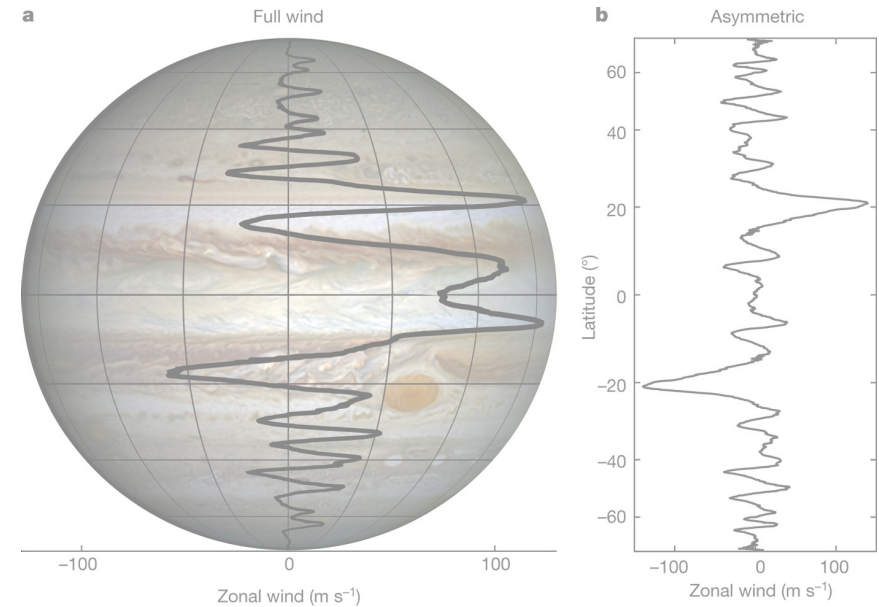 a
Full wind
−100
0
100
Zonal wind (m s⁻¹)
b
Asymmetric
60
40
20
0
−20
−40
−60
Latitude (°)
−100
0
100
Zonal wind (m s⁻¹)